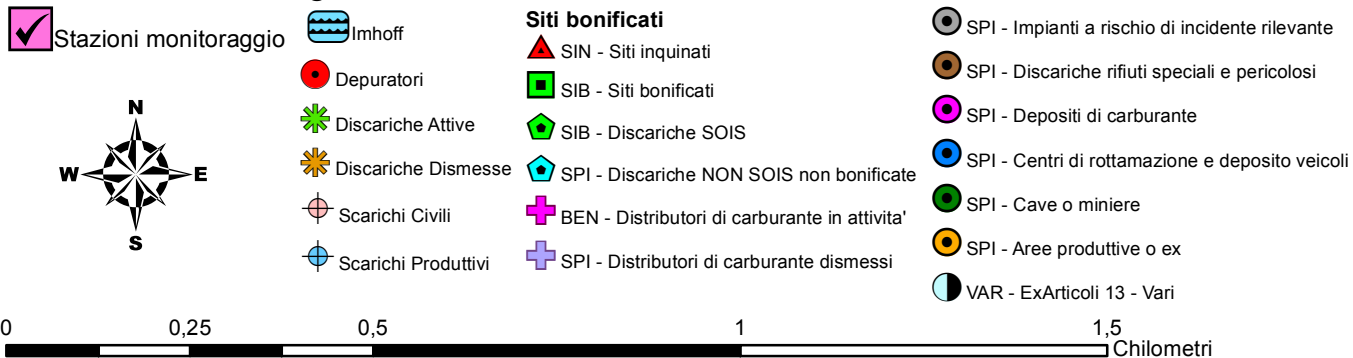 Stazioni monitoraggio
N
W
E
S
Imhoff
Depuratori
Discariche Attive
Discariche Dismesse
Scarichi Civili
Scarichi Produttivi
Siti bonificati
SIN - Siti inquinati
SIB - Siti bonificati
SIB - Discariche SOIS
SPI - Discariche NON SOIS non bonificate
BEN - Distributori di carburante in attivita'
SPI - Distributori di carburante dismessi
SPI - Impianti a rischio di incidente rilevante
SPI - Discariche rifiuti speciali e pericolosi
SPI - Depositi di carburante
SPI - Centri di rottamazione e deposito veicoli
SPI - Cave o miniere
SPI - Aree produttive o ex
VAR - ExArticoli 13 - Vari
0 0,25 0,5 1 1,5
Chilometri